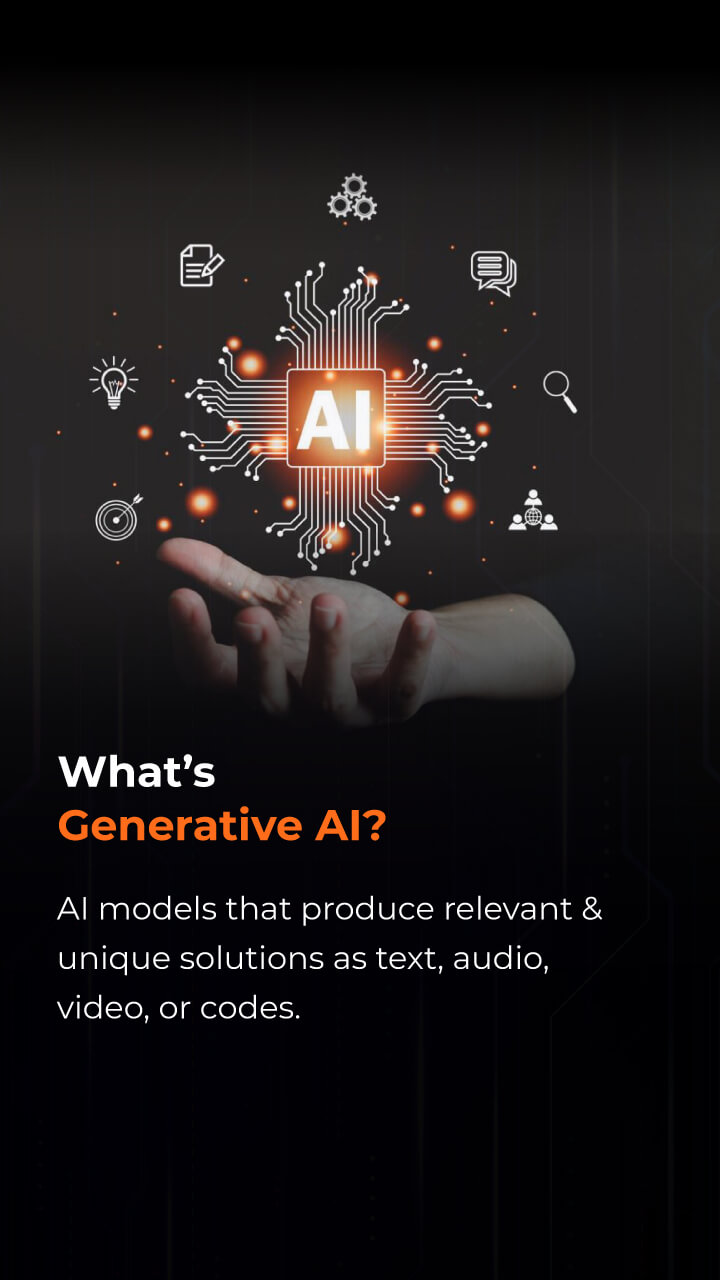 AI
What’s
Generative AI?
AI models that produce relevant &
unique solutions as text, audio,
video, or codes.